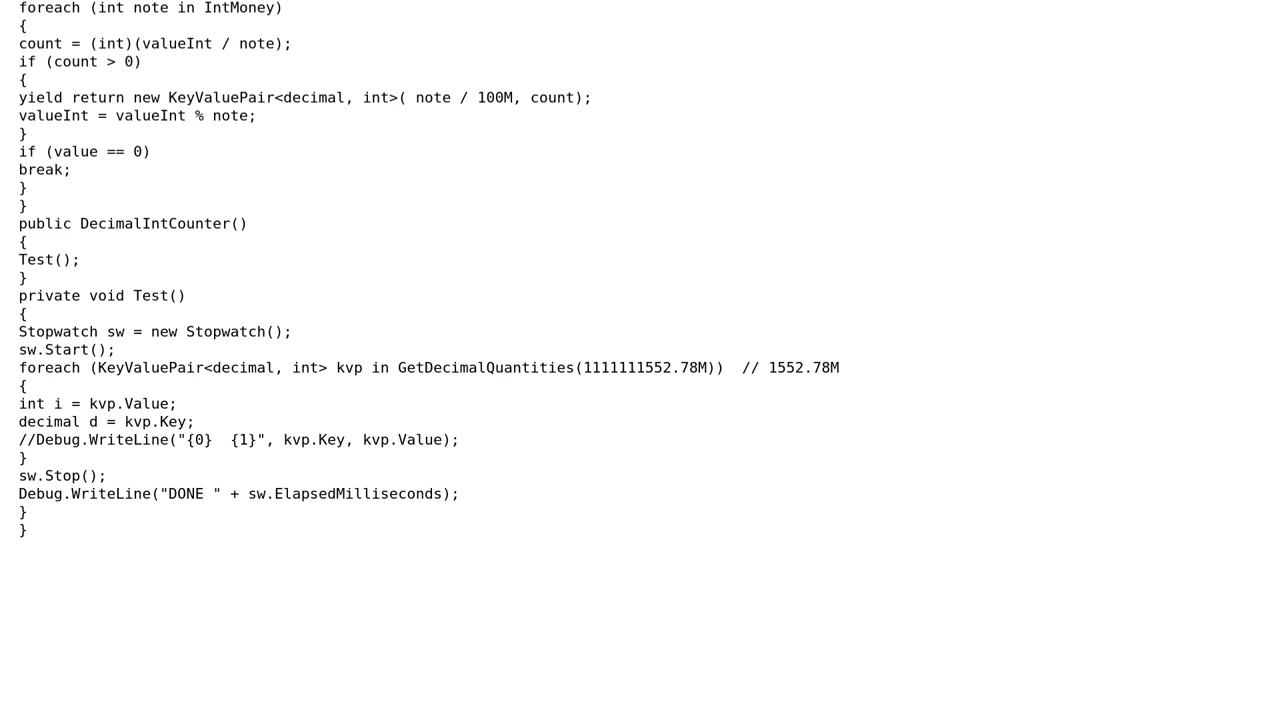 foreach (int note in IntMoney)
{
count = (int)(valueInt / note);
if (count > 0)
{
yield return new KeyValuePair<decimal, int>( note / 100M, count);
valueInt = valueInt % note;
}
if (value == 0)
break;
}
}
public DecimalIntCounter()
{
Test();
}
private void Test()
{
Stopwatch sw = new Stopwatch();
sw.Start();
foreach (KeyValuePair<decimal, int> kvp in GetDecimalQuantities(1111111552.78M))  // 1552.78M
{
int i = kvp.Value;
decimal d = kvp.Key;
//Debug.WriteLine("{0}  {1}", kvp.Key, kvp.Value);
}
sw.Stop();
Debug.WriteLine("DONE " + sw.ElapsedMilliseconds);
}
}